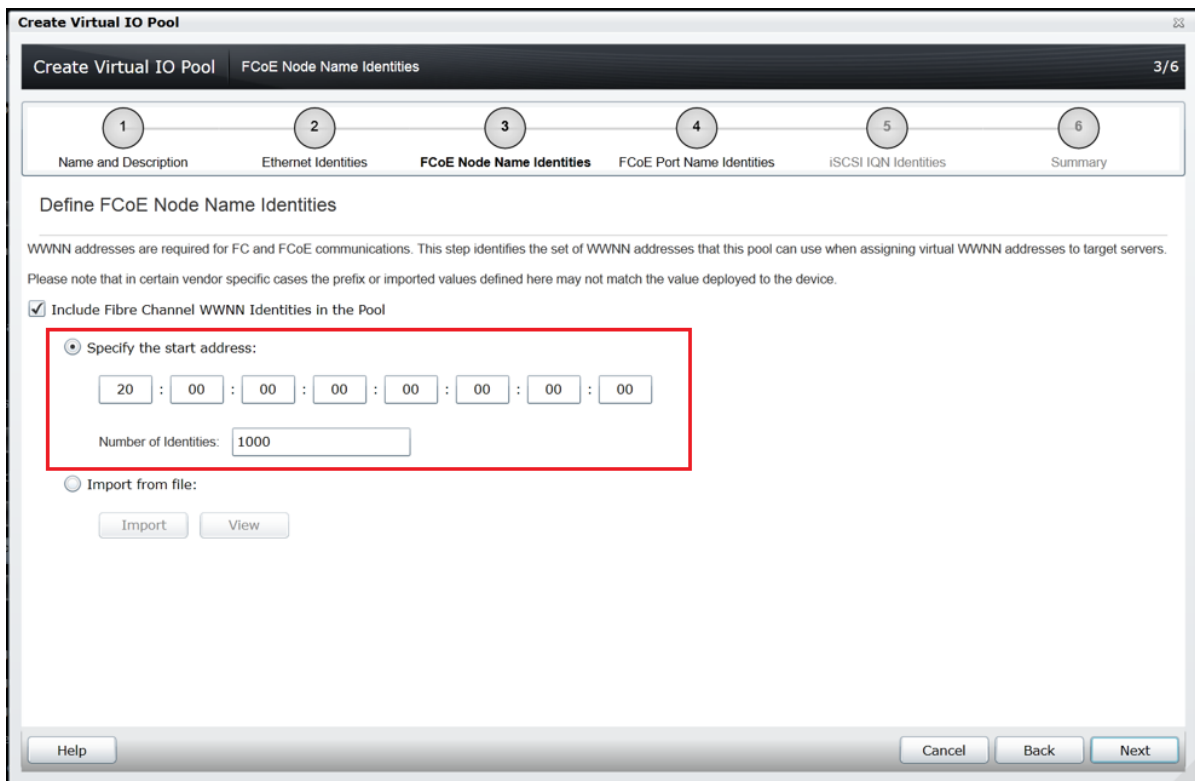 Create Virtual IO Pool
Create Virtual IO Pool FCoE Node Name Identities 3/6
1 2 3 4 5 6
Name and Description Ethernet Identities FCoE Node Name Identities FCoE Port Name Identities iSCSI IQN Identities Summary
Define FCoE Node Name Identities
WWNN addresses are required for FC and FCoE communications. This step identifies the set of WWNN addresses that this pool can use when assigning virtual WWNN addresses to target servers.
Please note that in certain vendor specific cases the prefix or imported values defined here may not match the value deployed to the device.
Include Fibre Channel WWNN Identities in the Pool
Specify the start address:
20 : 00 : 00 : 00 : 00 : 00 : 00 : 00
Number of Identities: 1000
Import from file:
Import View
Help Cancel Back Next